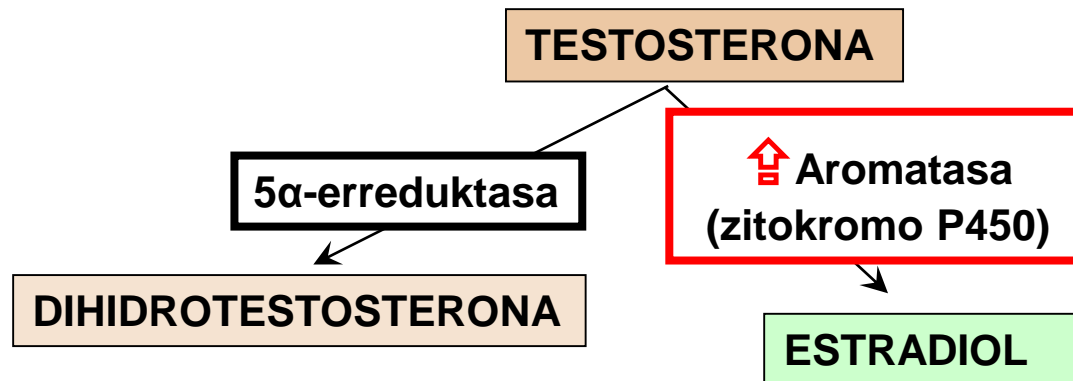 TESTOSTERONA
5α-erreduktasa
Aromatasa
(zitokromo P450)
DIHIDROTESTOSTERONA
ESTRADIOL